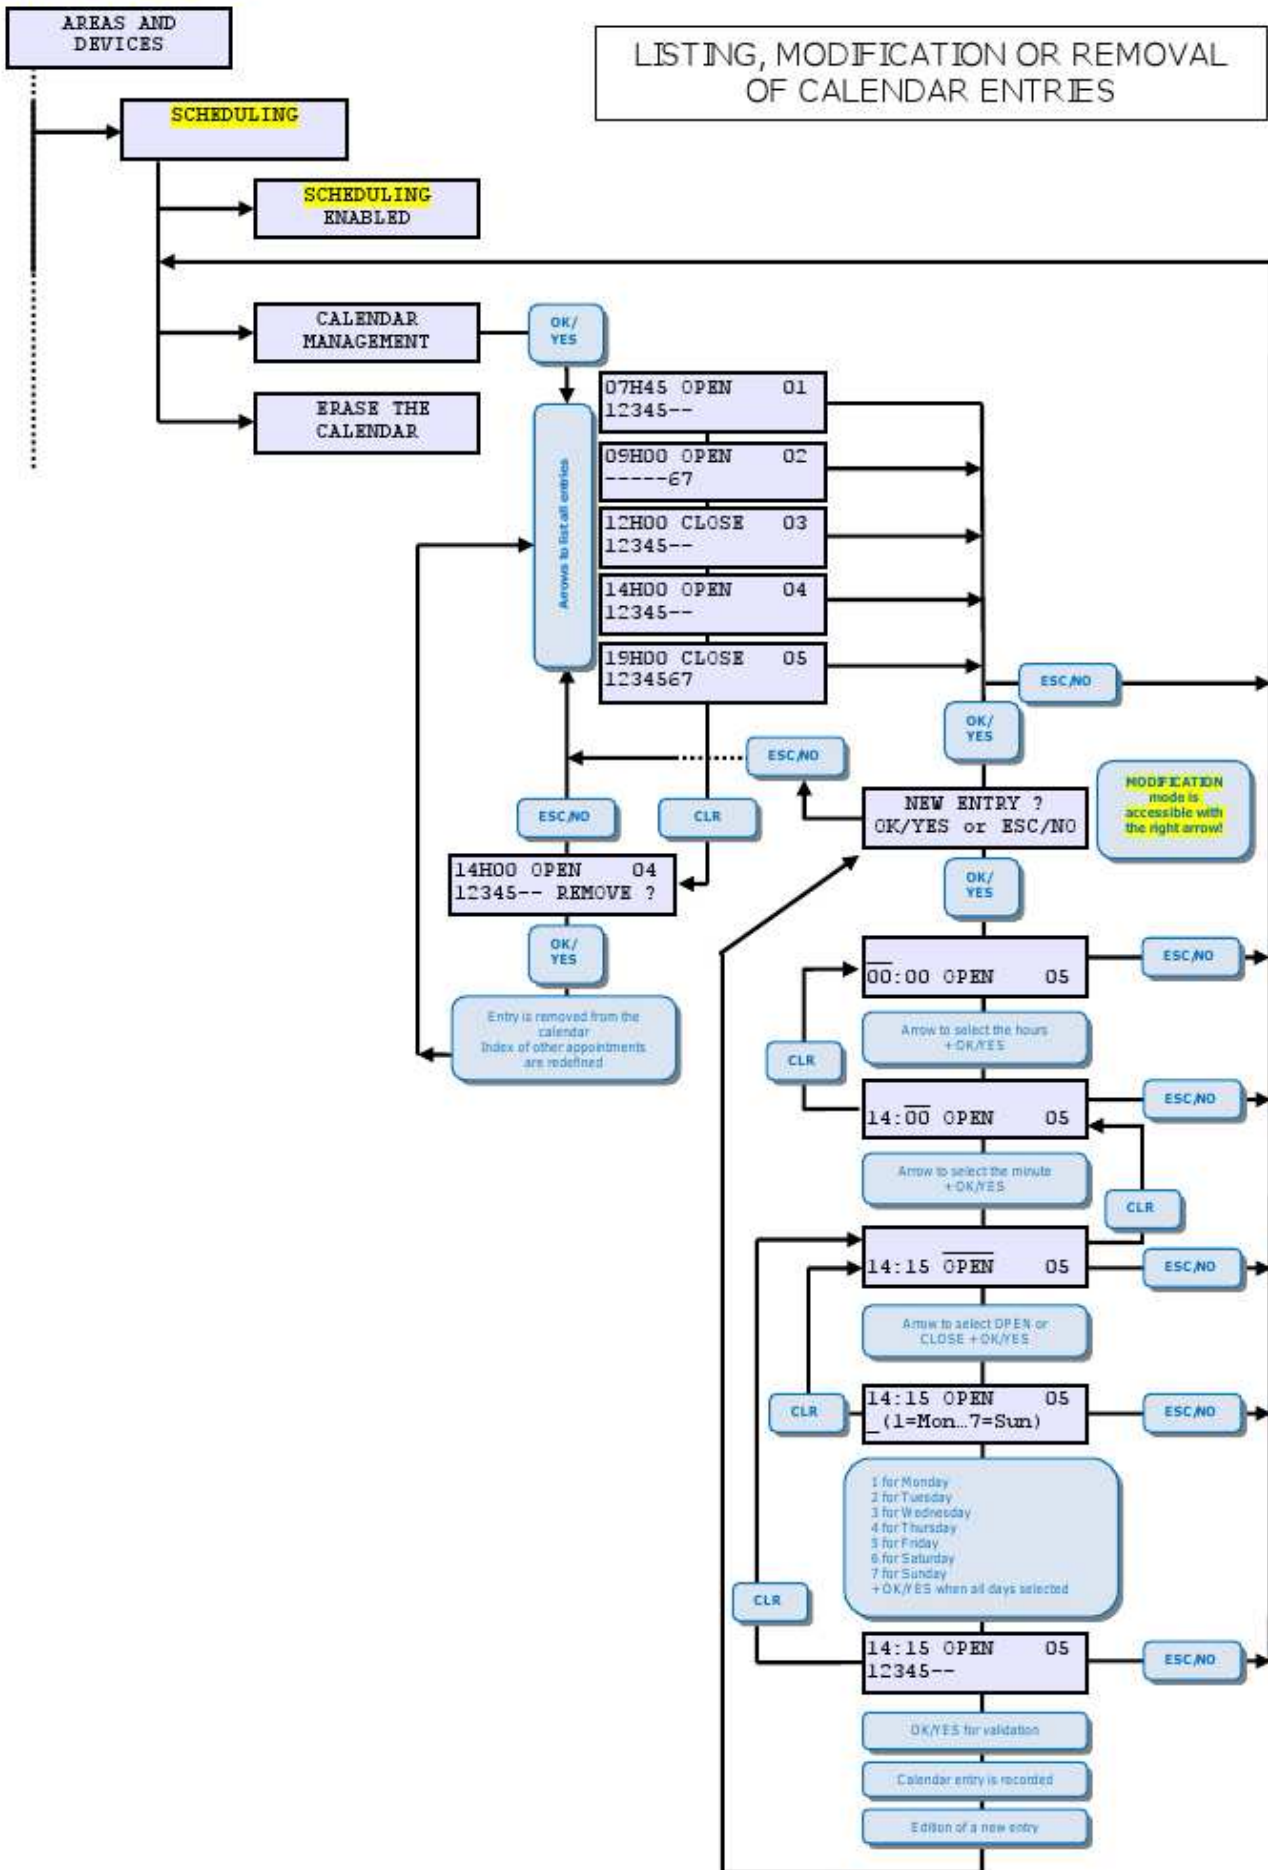 AREAS AND
DEVICES
LISTING, MODIFICATION OR REMOVAL
OF CALENDAR ENTRIES
SCHEDULING
SCHEDULING
ENABLED
CALENDAR
MANAGEMENT
OK/
YES
ERASE THE
CALENDAR
Arrows to list all entries
07H45 OPEN 01
12345--
09H00 OPEN 02
-----67
12H00 CLOSE 03
12345--
14H00 OPEN 04
12345--
19H00 CLOSE 05
1234567
ESC/NO
OK/
YES
ESC/NO
NEW ENTRY ?
OK/YES or ESC/NO
MODIFICATION
mode is
accessible with
the right arrow!
ESC/NO
CLR
14H00 OPEN 04
12345-- REMOVE ?
OK/
YES
OK/
YES
Entry is removed from the
calendar
Index of other appointments
are redefined
00:00 OPEN 05
ESC/NO
Arrow to select the hours
+OK/YES
CLR
14:00 OPEN 05
ESC/NO
Arrow to select the minute
+OK/YES
CLR
14:15 OPEN 05
ESC/NO
Arrow to select OPEN or
CLOSE +OK/YES
CLR
14:15 OPEN 05
_(1=Mon…7=Sun)
ESC/NO
1 for Monday
2 for Tuesday
3 for Wednesday
4 for Thursday
5 for Friday
6 for Saturday
7 for Sunday
+OK/YES when all days selected
CLR
14:15 OPEN 05
12345--
ESC/NO
OK/YES for validation
Calendar entry is recorded
Edition of a new entry